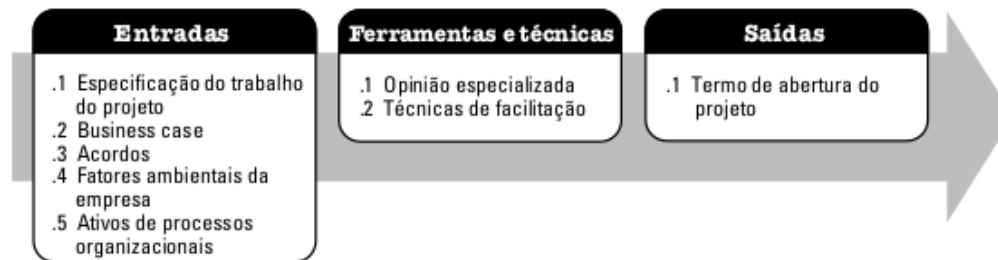 Entradas
.1 Especificação do trabalho
do projeto
.2 Business case
.3 Acordos
.4 Fatores ambientais da
empresa
.5 Ativos de processos
organizacionais
Ferramentas e técnicas
.1 Opinião especializada
.2 Técnicas de facilitação
Saídas
.1 Termo de abertura do
projeto